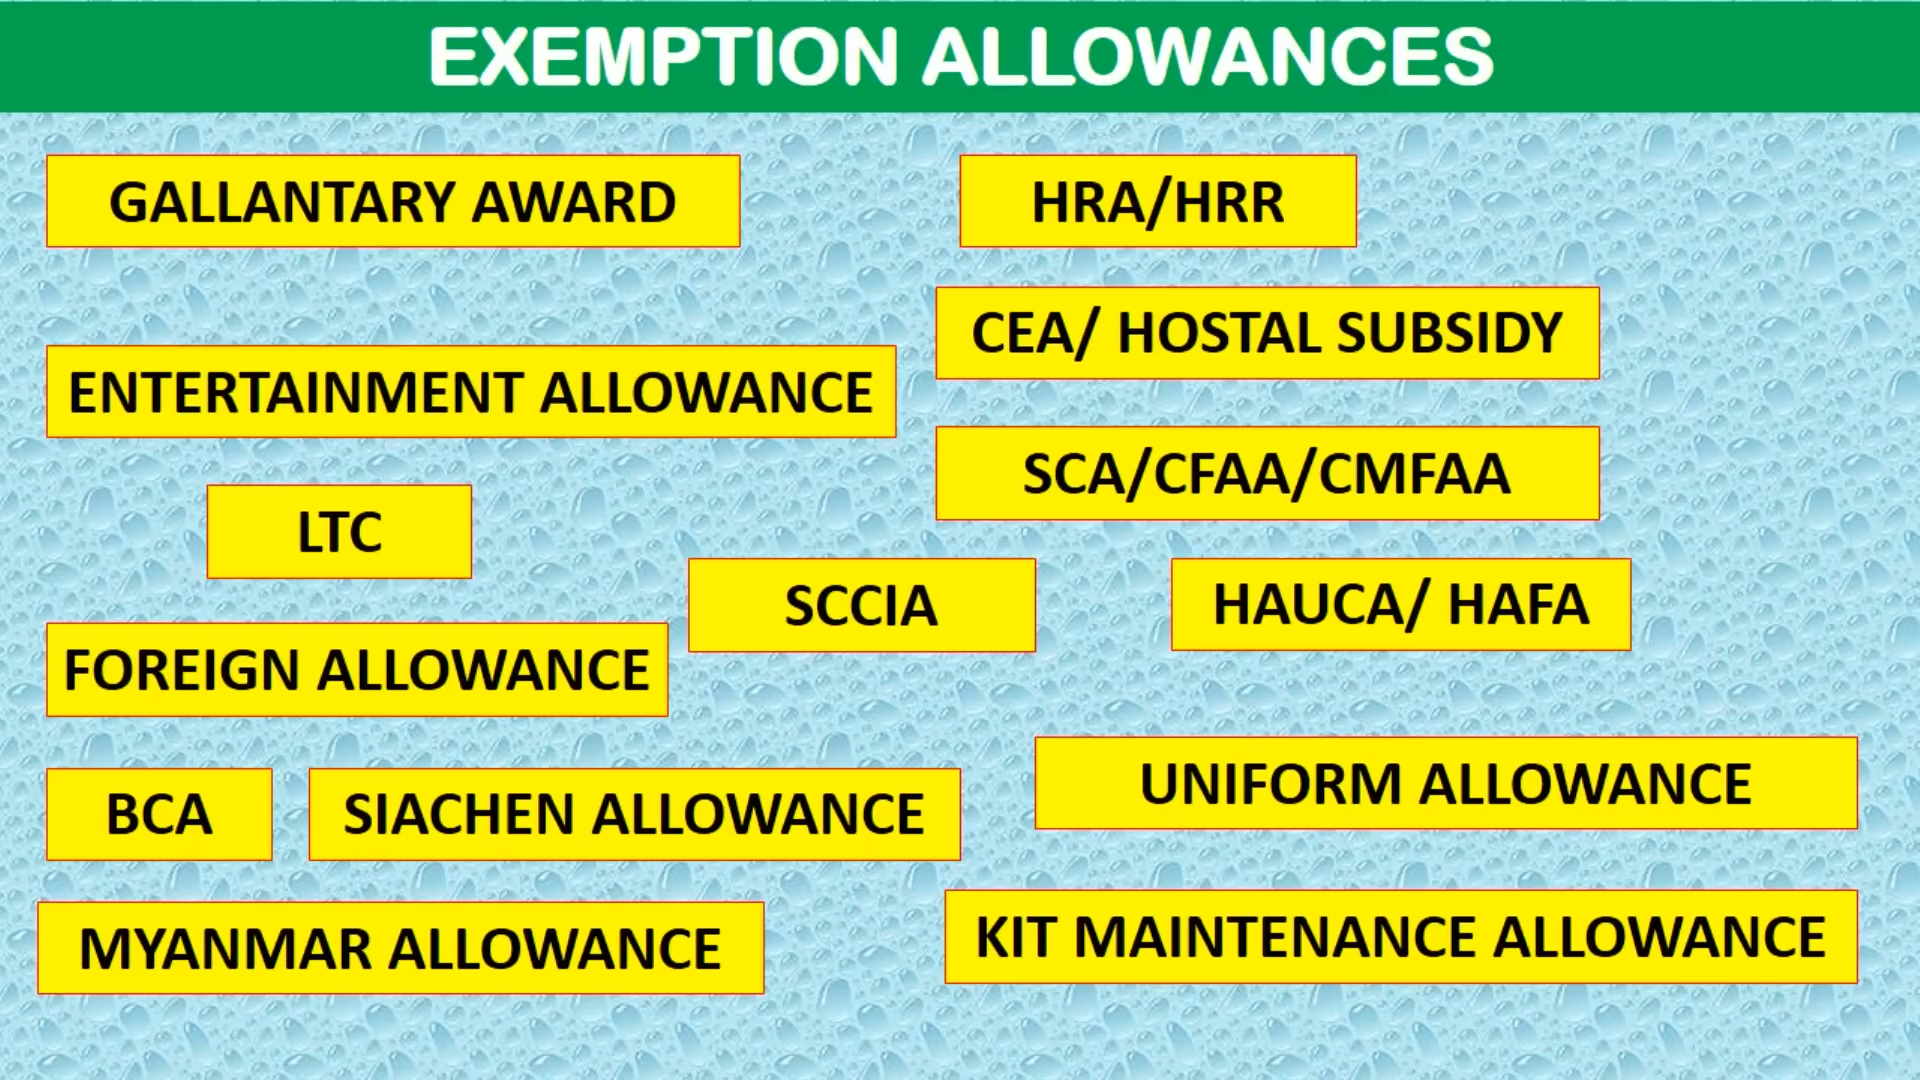 EXEMPTION ALLOWANCES
GALLANTARY AWARD
HRA/HRR
CEA/ HOSTAL SUBSIDY
ENTERTAINMENT ALLOWANCE
SCA/CFAA/CMFAA
LTC
SCCIA
HAUCA/ HAFA
FOREIGN ALLOWANCE
UNIFORM ALLOWANCE
BCA
SIACHEN ALLOWANCE
KIT MAINTENANCE ALLOWANCE
MYANMAR ALLOWANCE